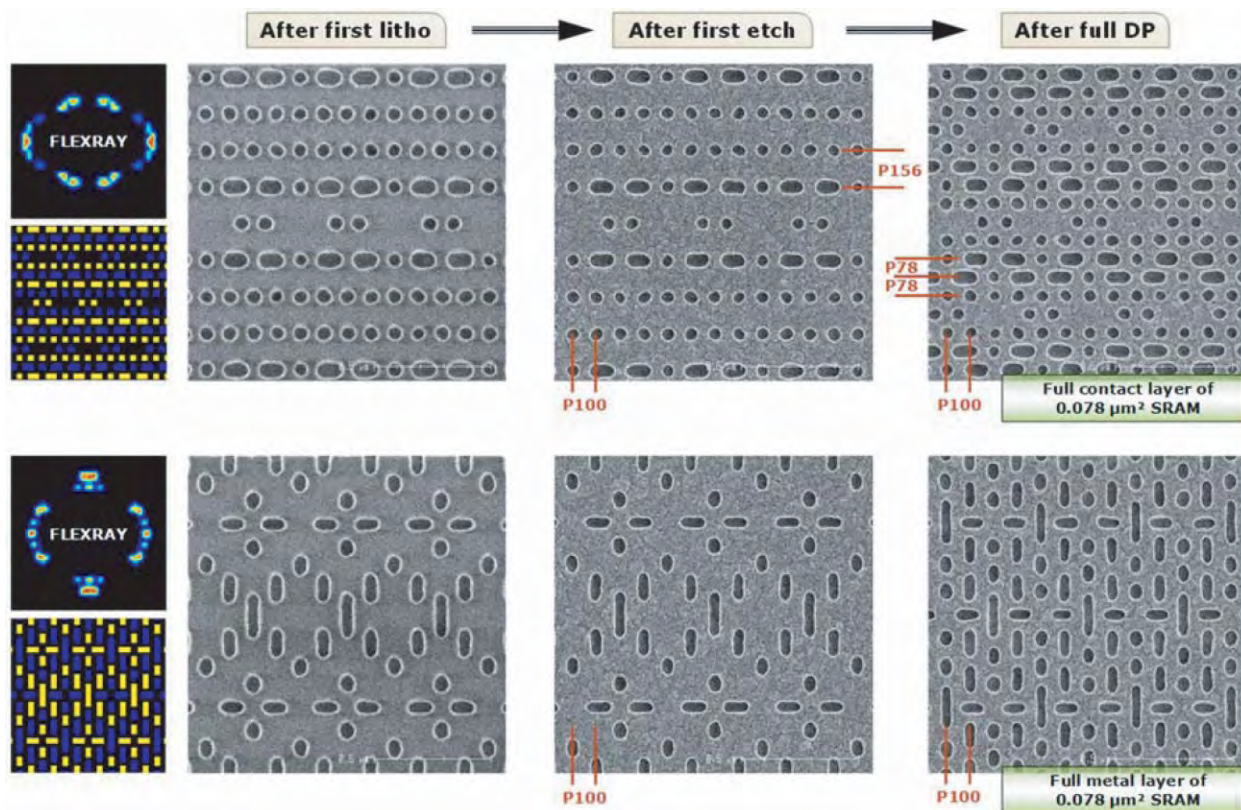 After first litho
After first etch
After full DP
FLEXRAY
P156
P78
P78
P100
P100
Full contact layer of
0.078 µm² SRAM
FLEXRAY
P100
P100
Full metal layer of
0.078 µm² SRAM